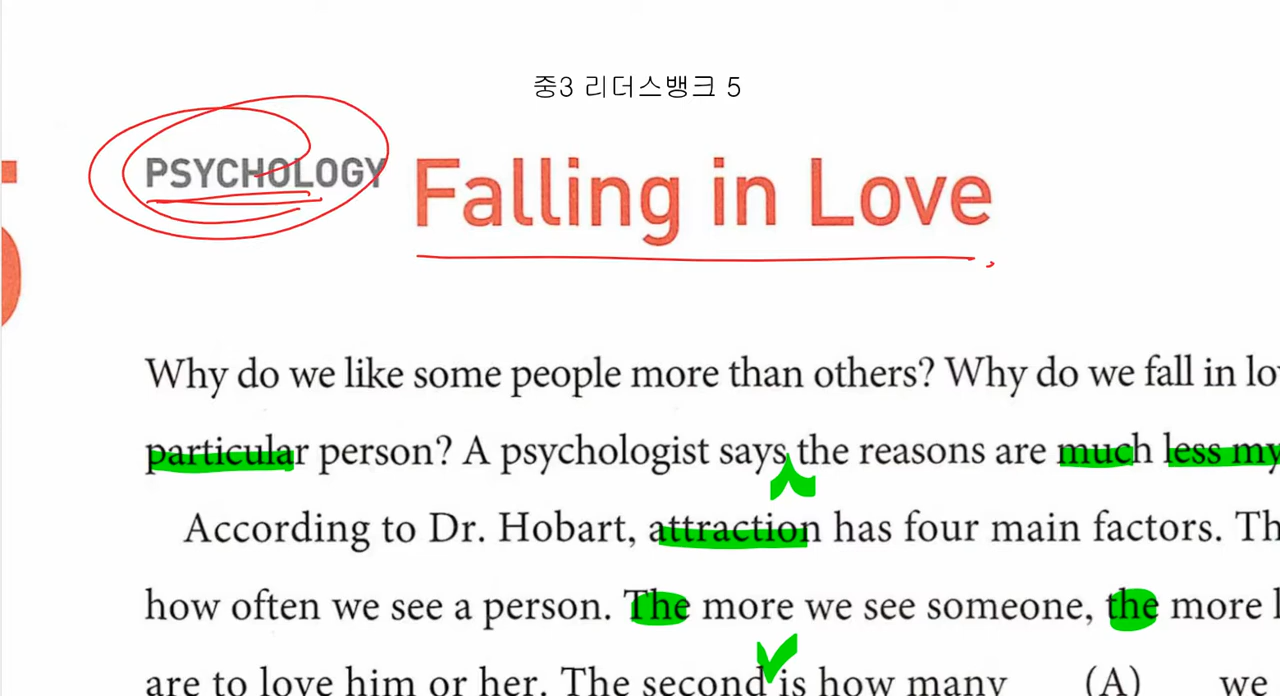 중3 리더스뱅크 5
PSYCHOLOGY Falling in Love
Why do we like some people more than others? Why do we fall in
particular person? A psychologist says the reasons are much less
According to Dr. Hobart, attraction has four main factors.
how often we see a person. The more we see someone, the more
are to love him or her. The second is how many (A) we